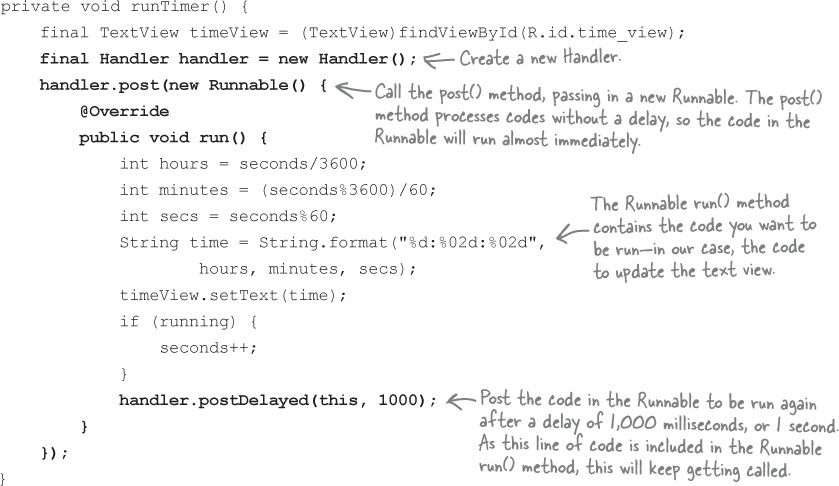 private void runTimer() {
final TextView timeView = (TextView)findViewById(R.id.time_view);
final Handler handler = new Handler();
Create a new Handler.
handler.post(new Runnable() {
Call the post() method, passing in a new Runnable. The post()
method processes codes without a delay, so the code in the
Runnable will run almost immediately.
@Override
public void run() {
int hours = seconds/3600;
int minutes = (seconds%3600)/60;
int secs = seconds%60;
String time = String.format("%d:%02d:%02d",
hours, minutes, secs);
The Runnable run() method
contains the code you want to
be run—in our case, the code
to update the text view.
timeView.setText(time);
if (running) {
seconds++;
}
handler.postDelayed(this, 1000);
Post the code in the Runnable to be run again
after a delay of 1,000 milliseconds, or 1 second.
As this line of code is included in the Runnable
run() method, this will keep getting called.
}
});
}